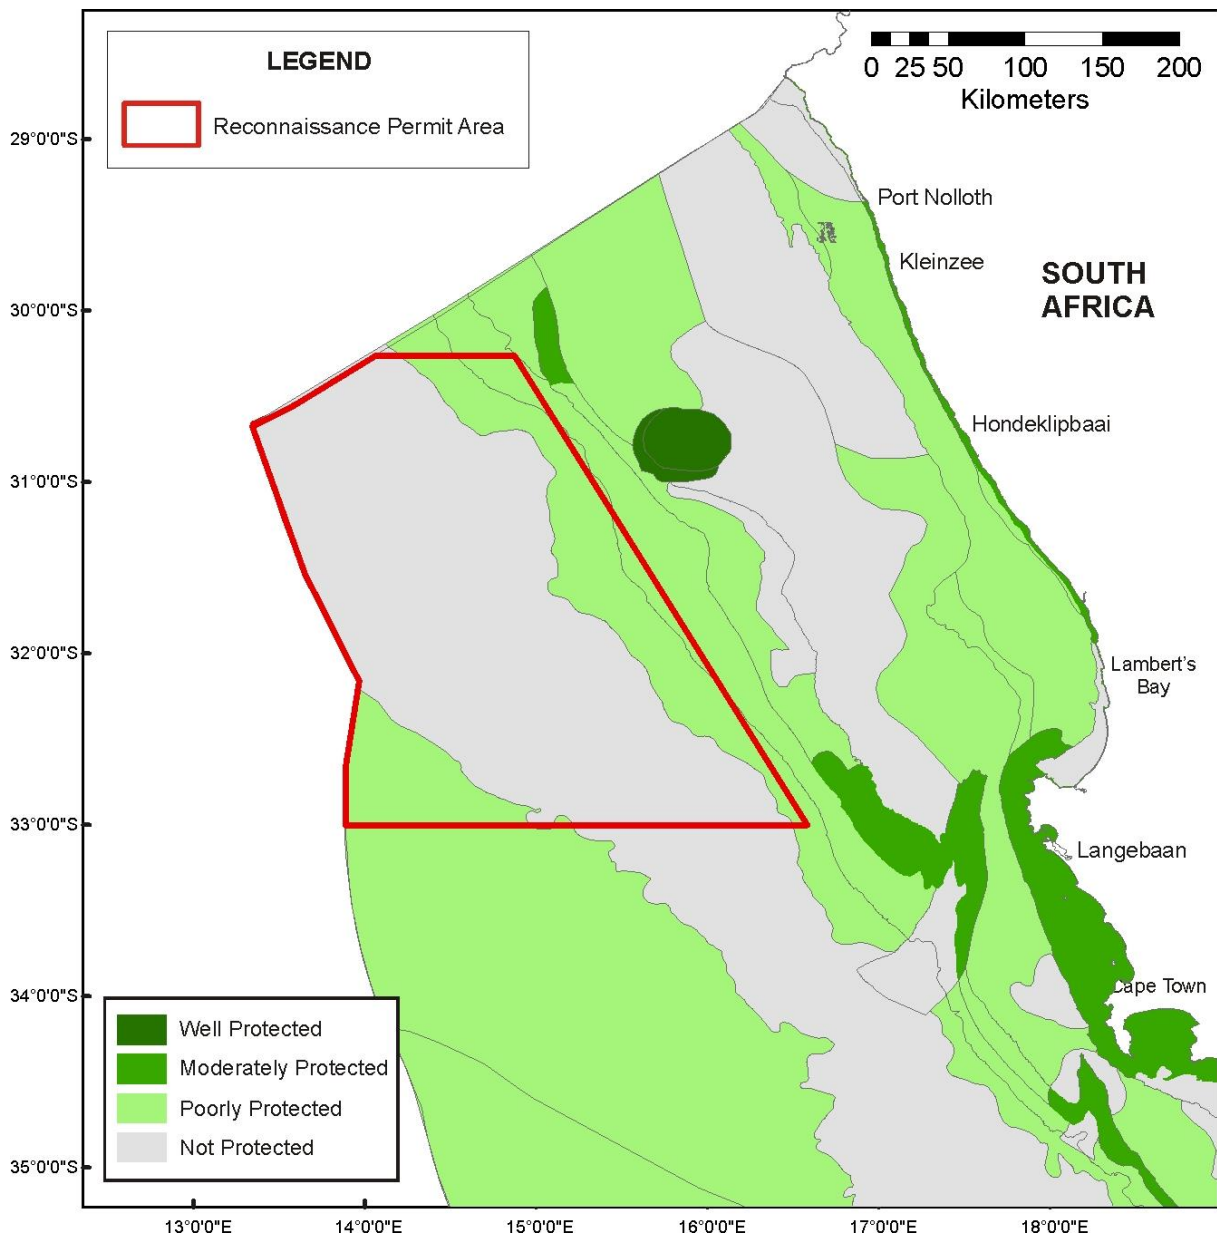 LEGEND
Reconnaissance Permit Area
0 25 50 100 150 200
Kilometers
29°0'0"S
Port Nolloth
Kleinzee
SOUTH
AFRICA
30°0'0"S
Hondeklipbaai
31°0'0"S
32°0'0"S
Lambert's
Bay
33°0'0"S
Langebaan
34°0'0"S
Cape Town
Well Protected
Moderately Protected
Poorly Protected
Not Protected
35°0'0"S
13°0'0"E 14°0'0"E 15°0'0"E 16°0'0"E 17°0'0"E 18°0'0"E